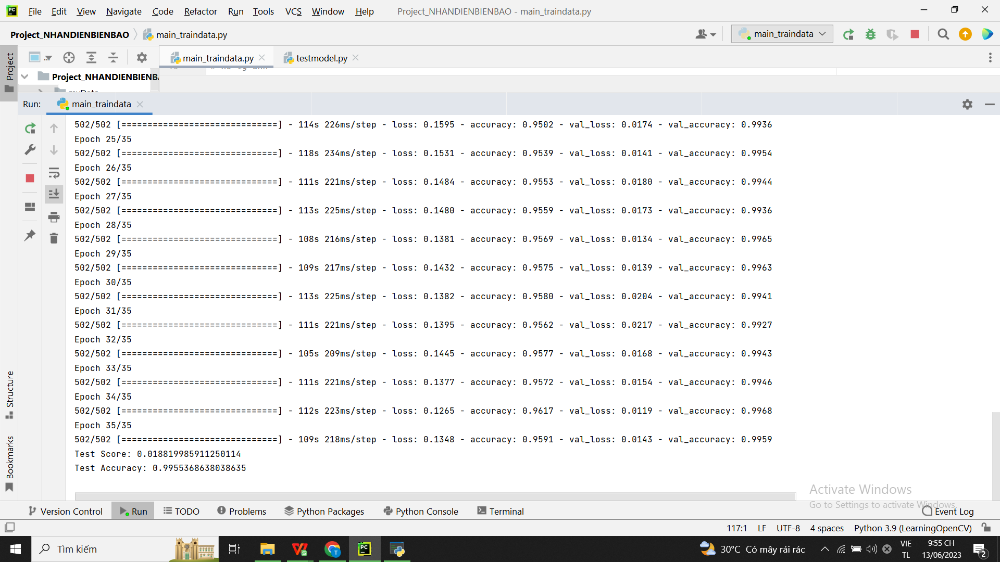 File Edit View Navigate Code Refactor Run Tools VCS Window Help Project_NHANDIENBIENBAO - main_traindata.py
Project_NHANDIENBIENBAO main_traindata.py main_traindata
Project
... main_traindata.py testmodel.py
Project_NHANDIENBIENBA
myData
Run: main_traindata
502/502 [==============================] - 114s 226ms/step - loss: 0.1595 - accuracy: 0.9502 - val_loss: 0.0174 - val_accuracy: 0.9936
Epoch 25/35
502/502 [==============================] - 118s 234ms/step - loss: 0.1531 - accuracy: 0.9539 - val_loss: 0.0141 - val_accuracy: 0.9954
Epoch 26/35
502/502 [==============================] - 111s 221ms/step - loss: 0.1484 - accuracy: 0.9553 - val_loss: 0.0180 - val_accuracy: 0.9944
Epoch 27/35
502/502 [==============================] - 113s 225ms/step - loss: 0.1480 - accuracy: 0.9559 - val_loss: 0.0173 - val_accuracy: 0.9936
Epoch 28/35
502/502 [==============================] - 108s 216ms/step - loss: 0.1381 - accuracy: 0.9569 - val_loss: 0.0134 - val_accuracy: 0.9965
Epoch 29/35
502/502 [==============================] - 109s 217ms/step - loss: 0.1432 - accuracy: 0.9575 - val_loss: 0.0139 - val_accuracy: 0.9963
Epoch 30/35
502/502 [==============================] - 113s 225ms/step - loss: 0.1382 - accuracy: 0.9580 - val_loss: 0.0204 - val_accuracy: 0.9941
Epoch 31/35
502/502 [==============================] - 111s 221ms/step - loss: 0.1395 - accuracy: 0.9562 - val_loss: 0.0217 - val_accuracy: 0.9927
Epoch 32/35
502/502 [==============================] - 105s 209ms/step - loss: 0.1445 - accuracy: 0.9577 - val_loss: 0.0168 - val_accuracy: 0.9943
Epoch 33/35
502/502 [==============================] - 111s 221ms/step - loss: 0.1377 - accuracy: 0.9572 - val_loss: 0.0154 - val_accuracy: 0.9946
Epoch 34/35
502/502 [==============================] - 112s 223ms/step - loss: 0.1265 - accuracy: 0.9617 - val_loss: 0.0119 - val_accuracy: 0.9968
Epoch 35/35
502/502 [==============================] - 109s 218ms/step - loss: 0.1348 - accuracy: 0.9591 - val_loss: 0.0143 - val_accuracy: 0.9959
Test Score: 0.018819985911250114
Test Accuracy: 0.9955368638038635
Structure
Bookmarks
Activate Windows
Go to Settings to activate Windows.
Version Control Run TODO Problems Python Packages Python Console Terminal Event Log
117:1 LF UTF-8 4 spaces Python 3.9 (LearningOpenCV)
Tìm kiếm 30°C Có mây rải rác VIE TL 9:55 CH 13/06/2023 2